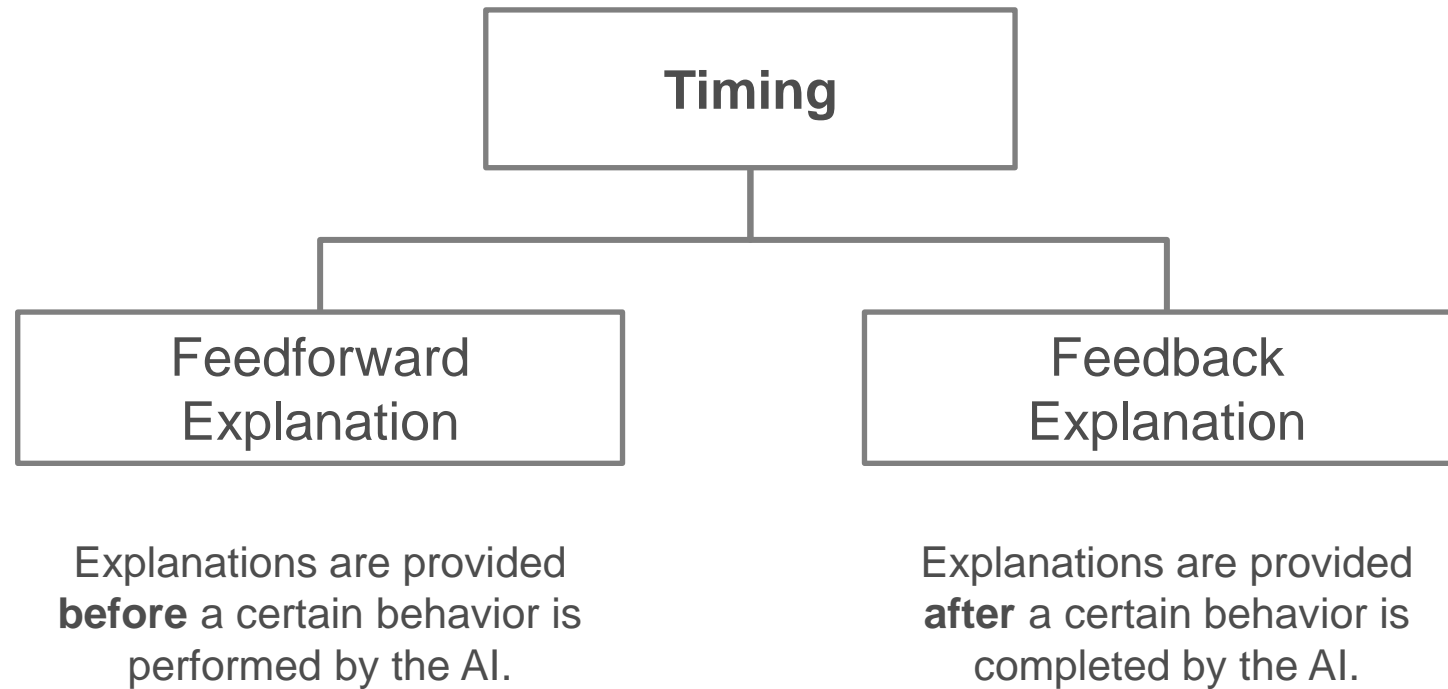 Timing
Feedforward
Explanation
Explanations are provided
before a certain behavior is
performed by the AI.
Feedback
Explanation
Explanations are provided
after a certain behavior is
completed by the AI.